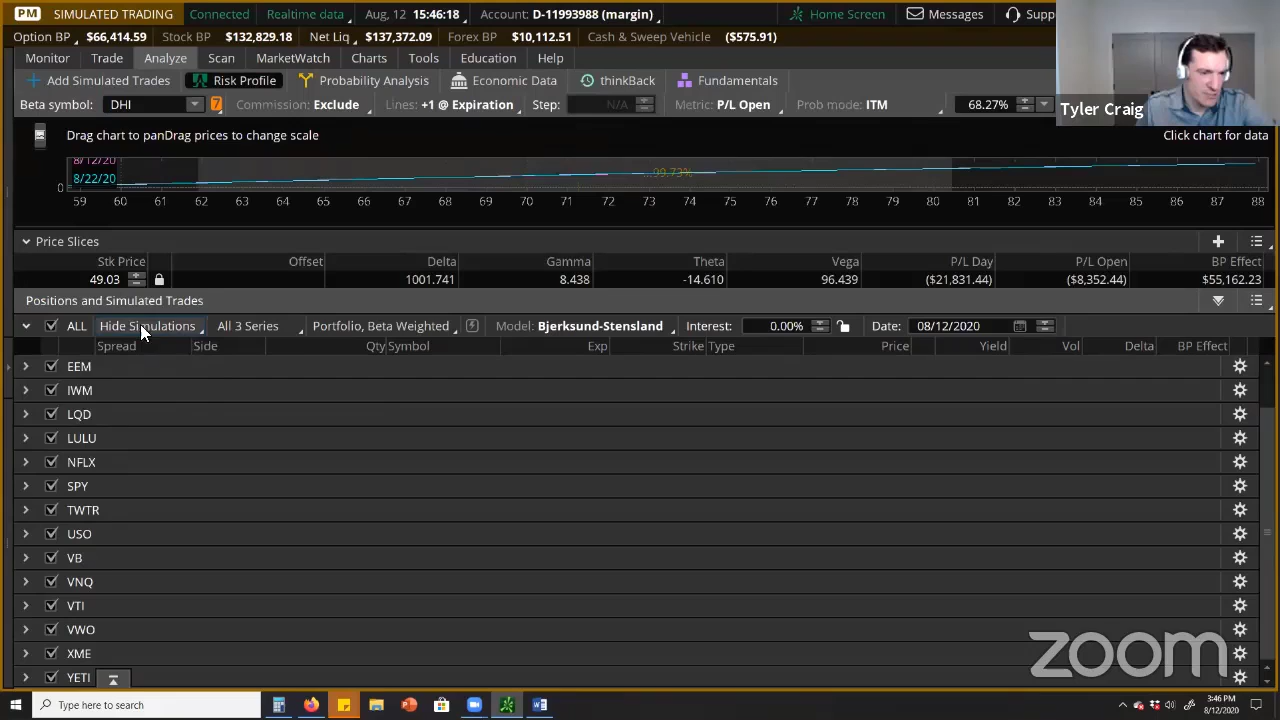 PM SIMULATED TRADING Connected Realtime data Aug, 12 15:46:18 Account: D-11993988 (margin) Home Screen Messages Supp
Option BP $66,414.59 Stock BP $132,829.18 Net Liq $137,372.09 Forex BP $10,112.51 Cash & Sweep Vehicle ($575.91)
Monitor Trade Analyze Scan MarketWatch Charts Tools Education Help
Add Simulated Trades Risk Profile Probability Analysis Economic Data thinkBack Fundamentals
Beta symbol: DHI 7 Commission: Exclude Lines: +1 @ Expiration Step: N/A Metric: P/L Open Prob mode: ITM 68.27%
Tyler Craig
Drag chart to panDrag prices to change scale Click chart for data
8/12/20
8/22/20 99.73%
0
59 60 61 62 63 64 65 66 67 68 69 70 71 72 73 74 75 76 77 78 79 80 81 82 83 84 85 86 87 88
Price Slices
Stk Price Offset Delta Gamma Theta Vega P/L Day P/L Open BP Effect
49.03 1001.741 8.438 -14.610 96.439 ($21,831.44) ($8,352.44) $55,162.23
Positions and Simulated Trades
ALL Hide Simulations All 3 Series Portfolio, Beta Weighted Model: Bjerksund-Stensland Interest: 0.00% Date: 08/12/2020
Spread Side Qty Symbol Exp Strike Type Price Yield Vol Delta BP Effect
EEM
IWM
LQD
LULU
NFLX
SPY
TWTR
USO
VB
VNQ
VTI
VWO
XME
YETI
zoom
Type here to search
3:46 PM
8/12/2020